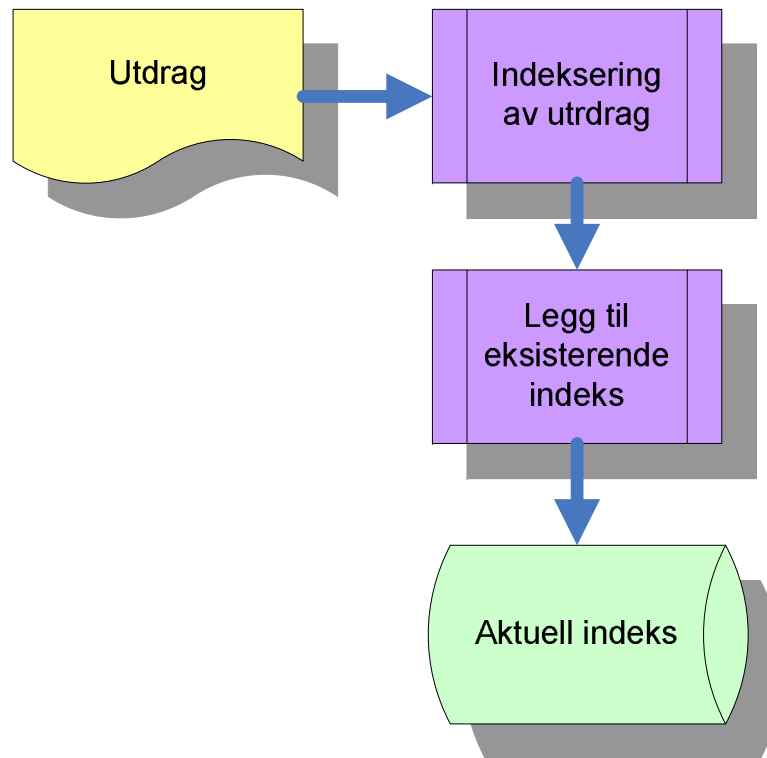 Utdrag
Indeksering
av utrdrag
Legg til
eksisterende
indeks
Aktuell indeks